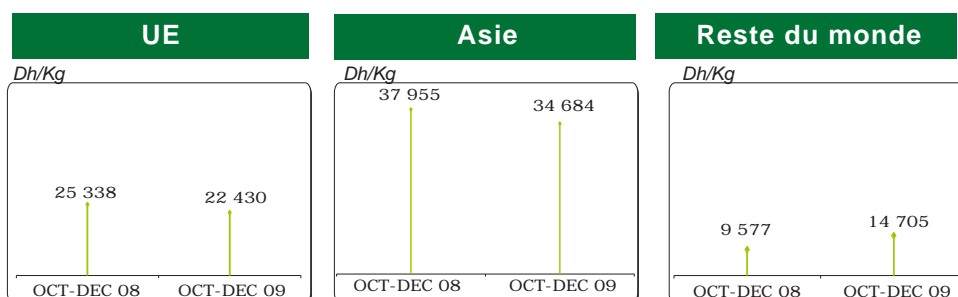 UE
Dh/Kg
25 338
22 430
OCT-DEC 08
OCT-DEC 09
Asie
Dh/Kg
37 955
34 684
OCT-DEC 08
OCT-DEC 09
Reste du monde
Dh/Kg
9 577
14 705
OCT-DEC 08
OCT-DEC 09